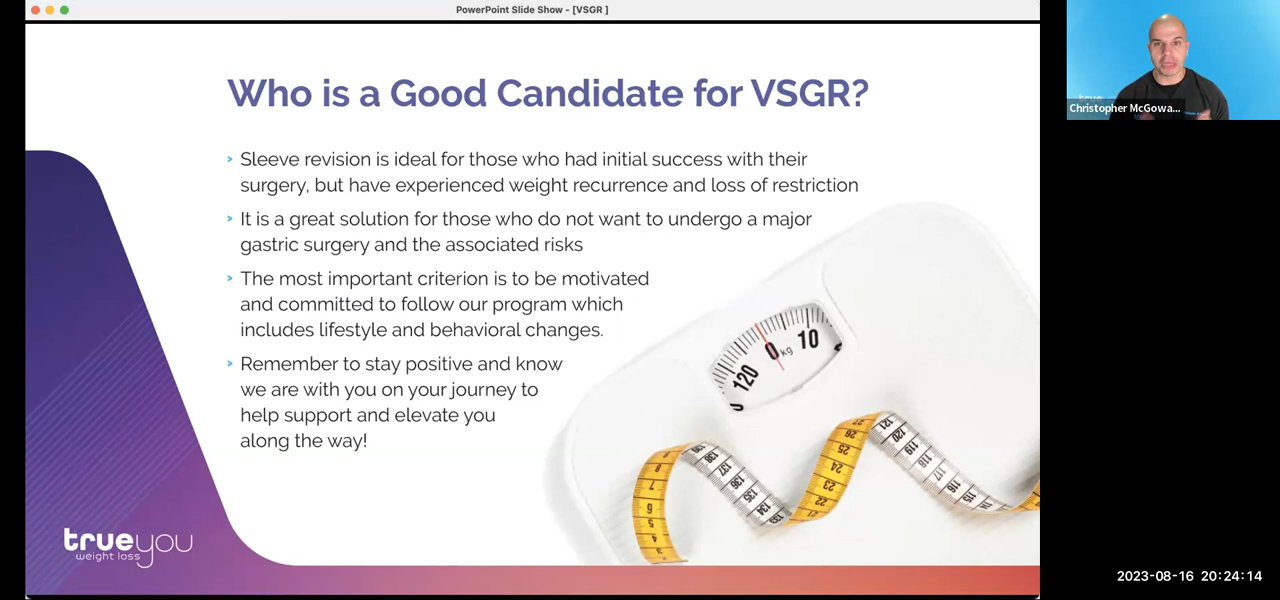 PowerPoint Slide Show - [VSGR ]
Who is a Good Candidate for VSGR?
Sleeve revision is ideal for those who had initial success with their
surgery, but have experienced weight recurrence and loss of restriction
It is a great solution for those who do not want to undergo a major
gastric surgery and the associated risks
The most important criterion is to be motivated
and committed to follow our program which
includes lifestyle and behavioral changes.
Remember to stay positive and know
we are with you on your journey to
help support and elevate you
along the way!
0 kg 10
120
trueyou
weight loss
Christopher McGowa...
2023-08-16 20:24:14